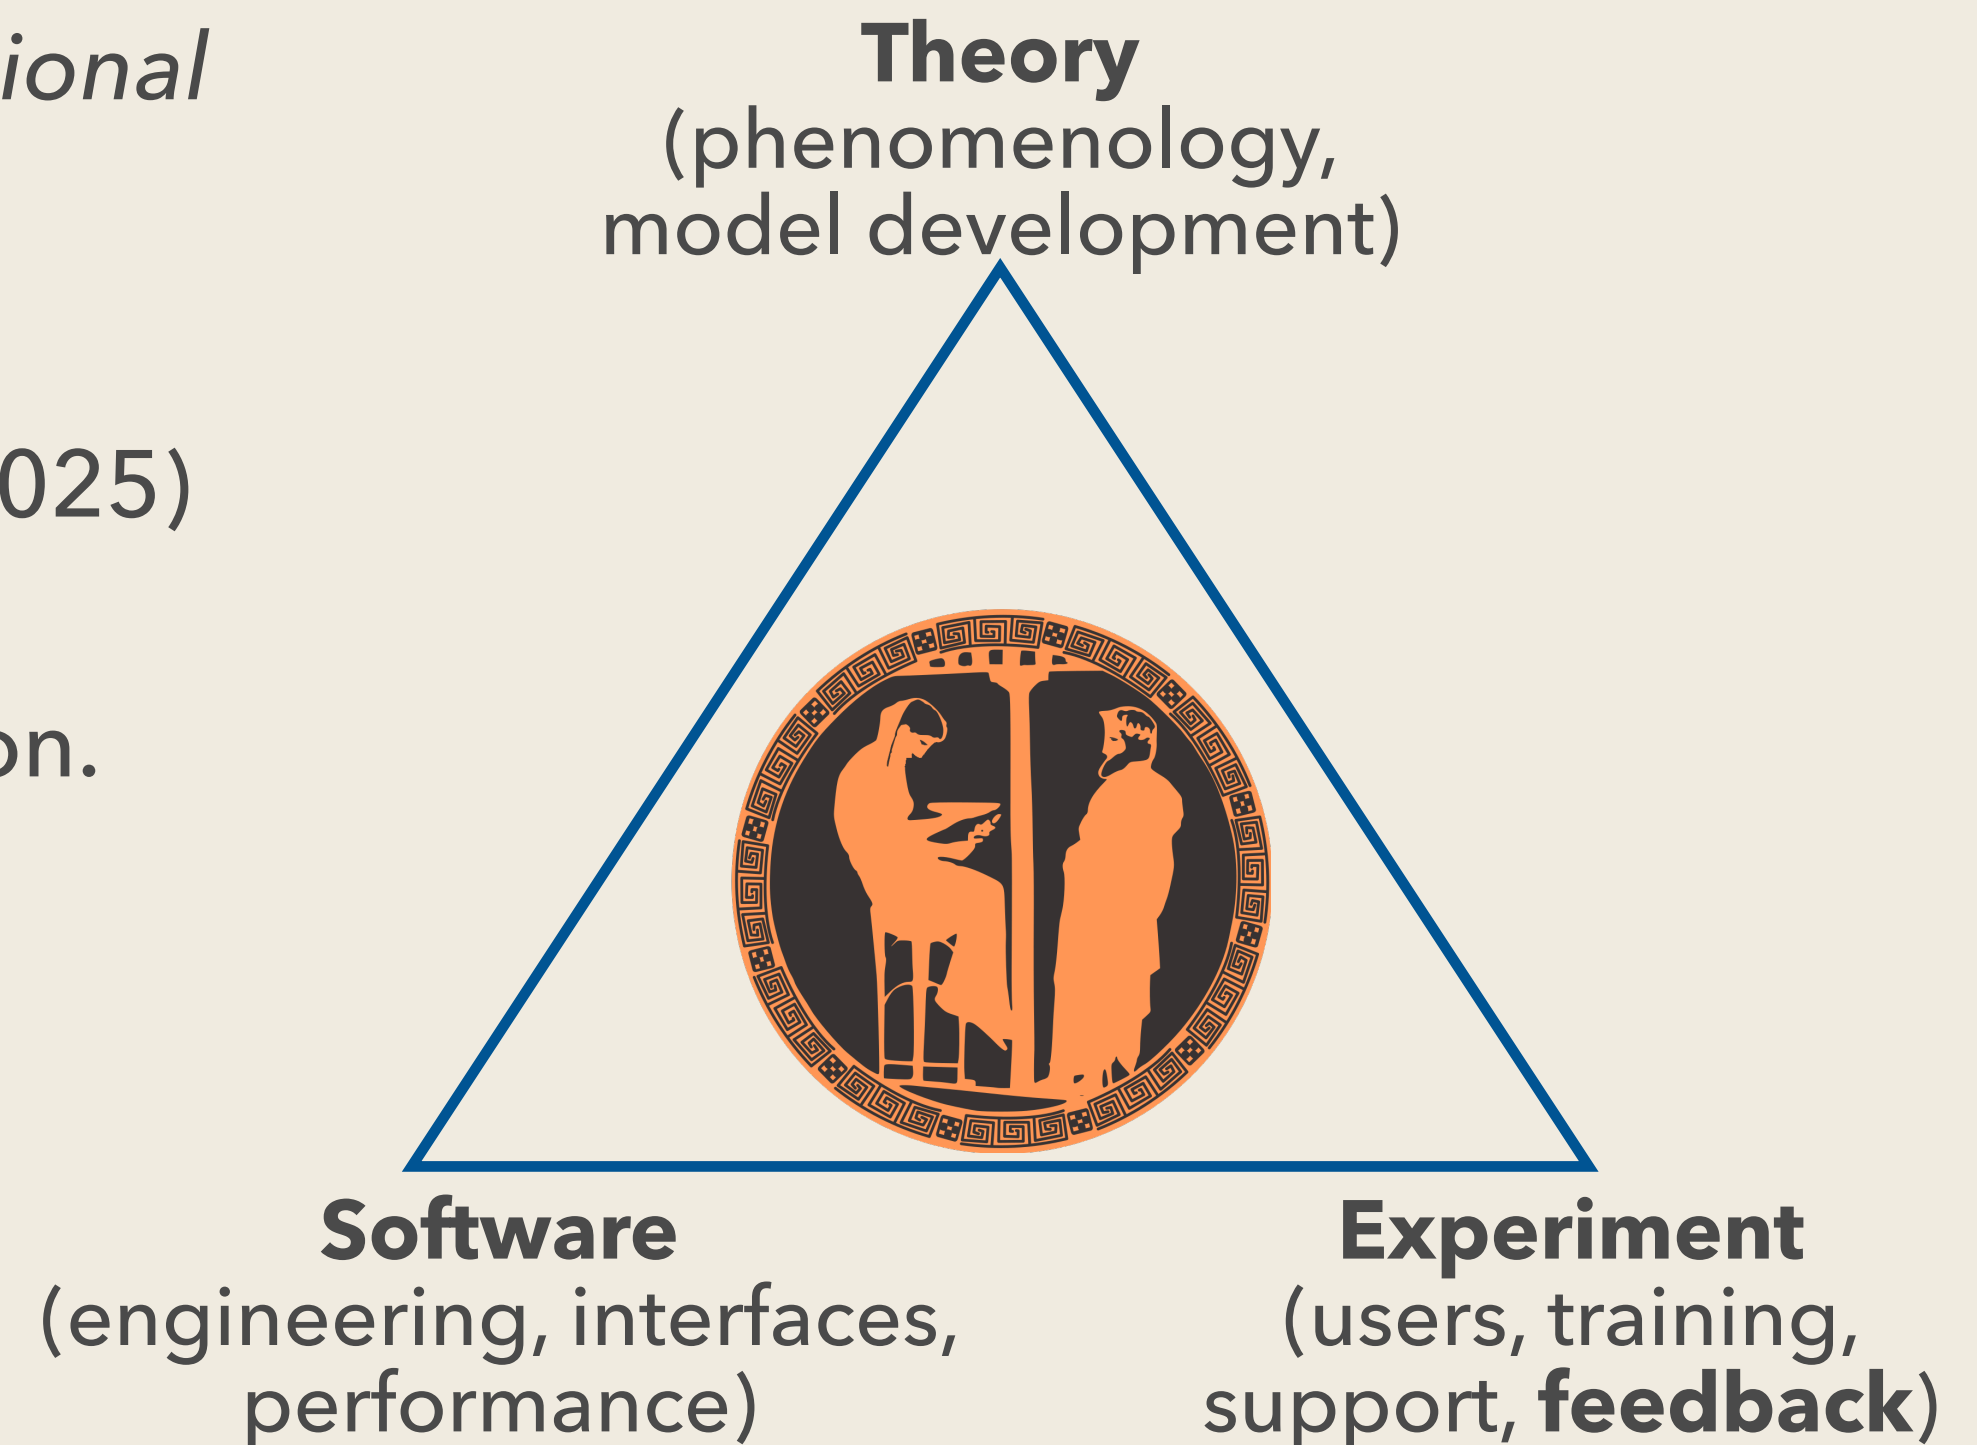 ional
025)
on.
Theory
(phenomenology,
model development)
Software
(engineering, interfaces,
performance)
Experiment
(users, training,
support, feedback)